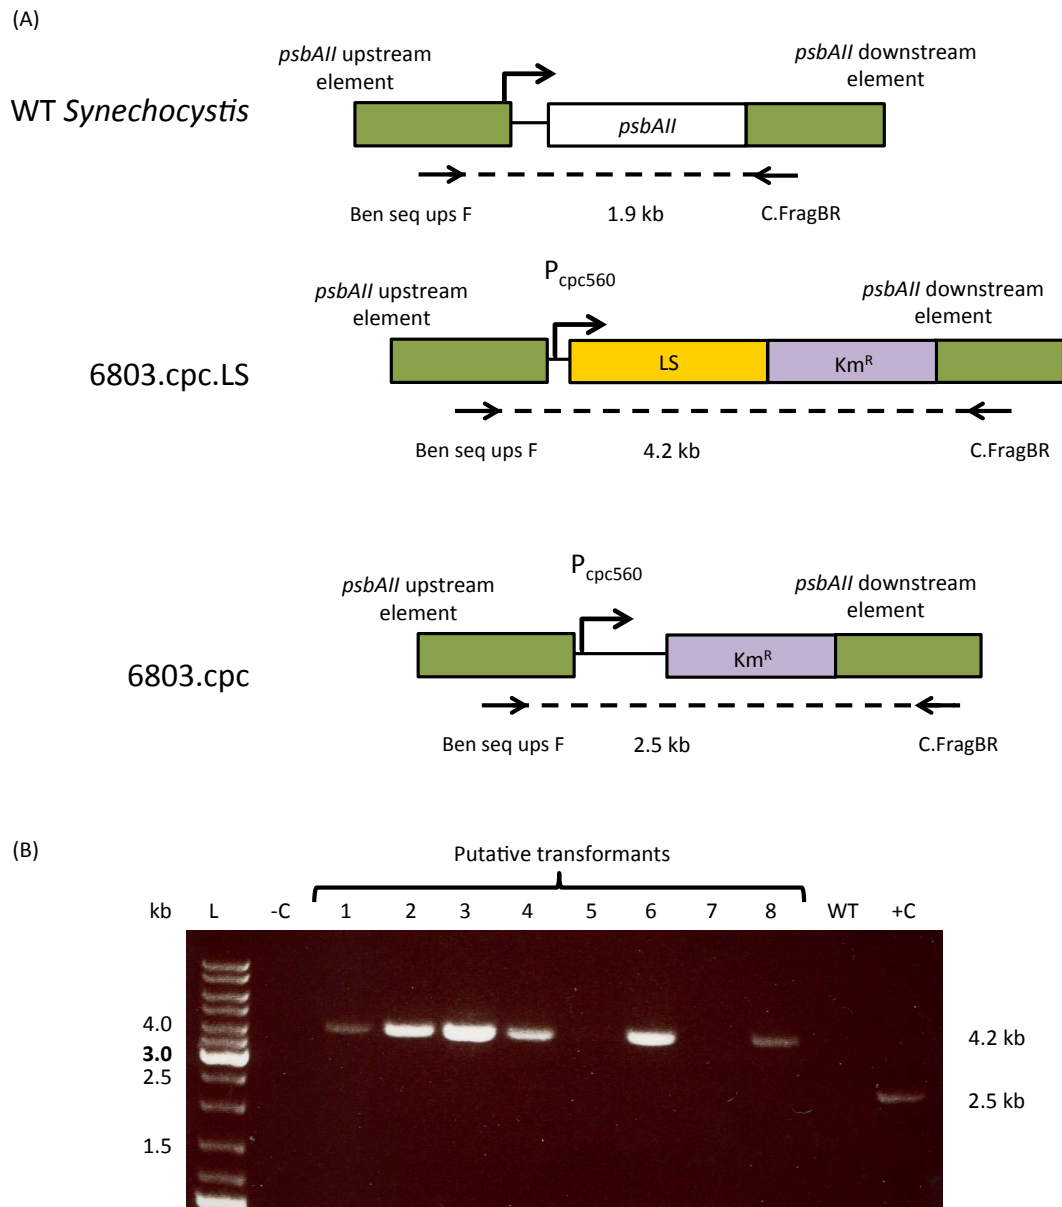 (A)
psbAII upstream
element
psbAII downstream
element
WT Synechocystis
psbAII
Ben seq ups F
1.9 kb
C.FragBR
Pcpc560
psbAII upstream
element
psbAII downstream
element
6803.cpc.LS
LS
KmR
Ben seq ups F
4.2 kb
C.FragBR
Pcpc560
psbAII upstream
element
psbAII downstream
element
6803.cpc
KmR
Ben seq ups F
2.5 kb
C.FragBR
(B)
Putative transformants
kb L -C 1 2 3 4 5 6 7 8 WT +C
4.0
3.0
2.5
1.5
4.2 kb
2.5 kb